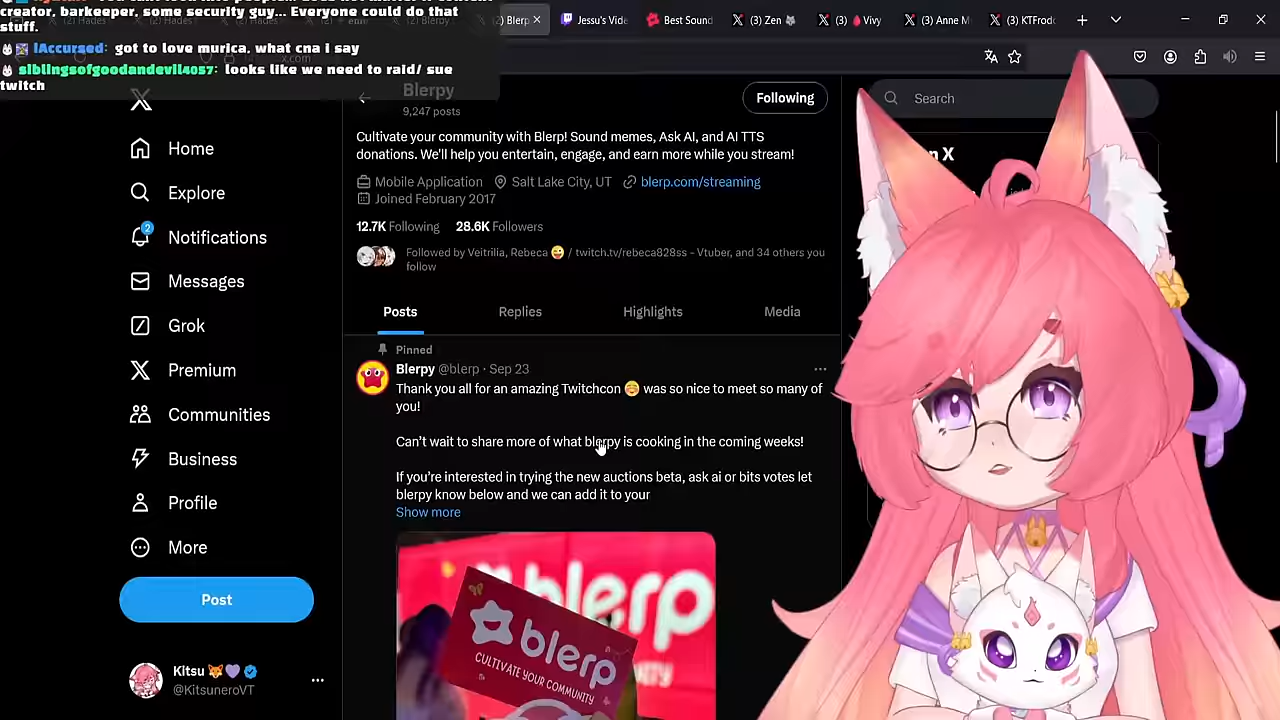 creator, barkeeper, some security guy... Everyone could do that
stuff.
lAccursed: got to love murica. what cna i say
siblingsofgoodandevil4057: looks like we need to raid/ sue
twitch
(2) Hades
(2) Blerpy
(2) Blerp
Jessu's Vide
Best Sound
(3) Zen
(3) Vivy
(3) Anne M
(3) KTFrod
x.com
Blerpy
9,247 posts
Following
Search
n X
Home
Explore
2
Notifications
Messages
Grok
Premium
Communities
Business
Profile
More
Post
Kitsu
@KitsuneroVT
Cultivate your community with Blerp! Sound memes, Ask AI, and AI TTS
donations. We'll help you entertain, engage, and earn more while you stream!
Mobile Application Salt Lake City, UT blerp.com/streaming
Joined February 2017
12.7K Following 28.6K Followers
Followed by Veitrilia, Rebeca 😜 / twitch.tv/rebeca828ss - Vtuber, and 34 others you
follow
Posts Replies Highlights Media
Pinned
Blerpy @blerp · Sep 23
Thank you all for an amazing Twitchcon ☺️ was so nice to meet so many of
you!
Can't wait to share more of what blerpy is cooking in the coming weeks!
If you're interested in trying the new auctions beta, ask ai or bits votes let
blerpy know below and we can add it to your
Show more
blerp
blerp
CULTIVATE YOUR COMMUNITY